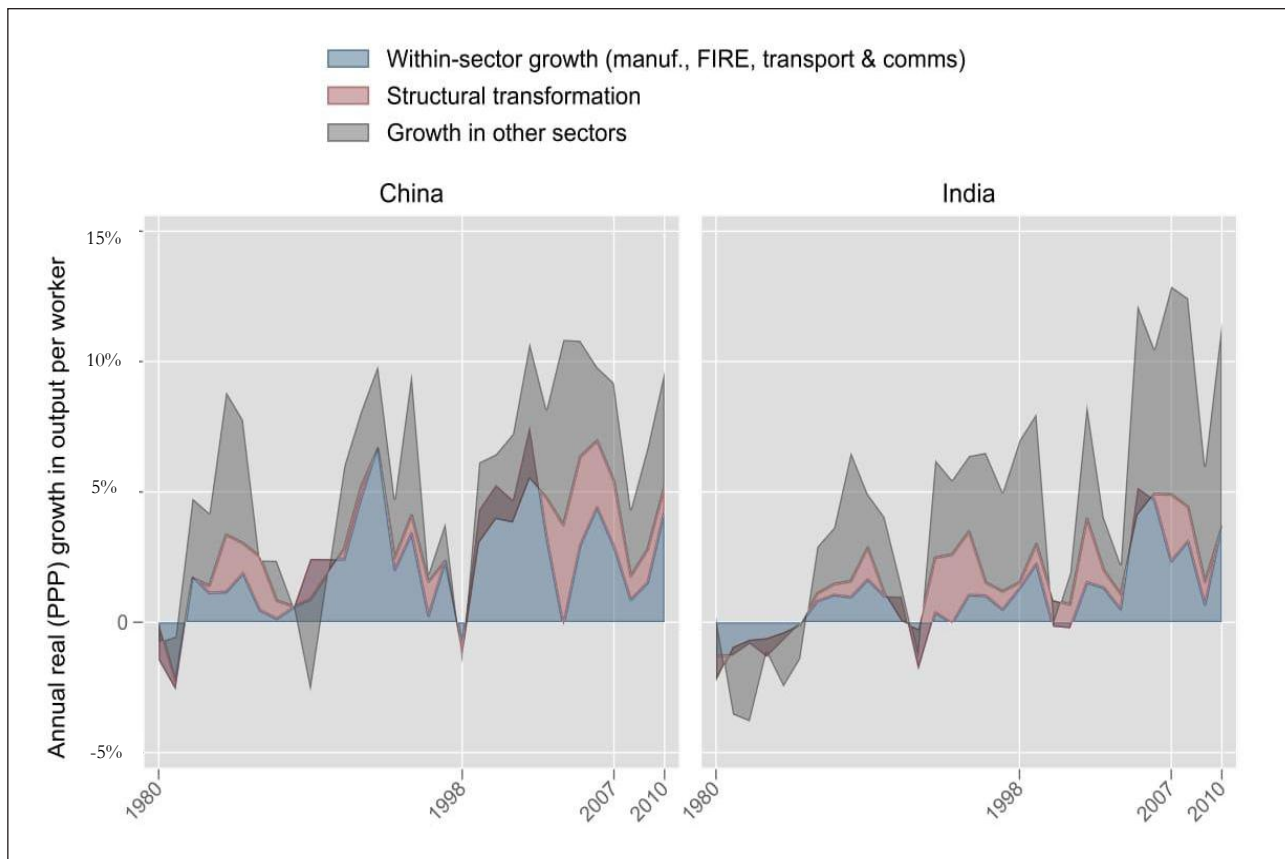 Within-sector growth (manuf., FIRE, transport & comms)
Structural transformation
Growth in other sectors
China
India
Annual real (PPP) growth in output per worker
15%
10%
5%
0
-5%
1980
1998
2007
2010
1980
1998
2007
2010